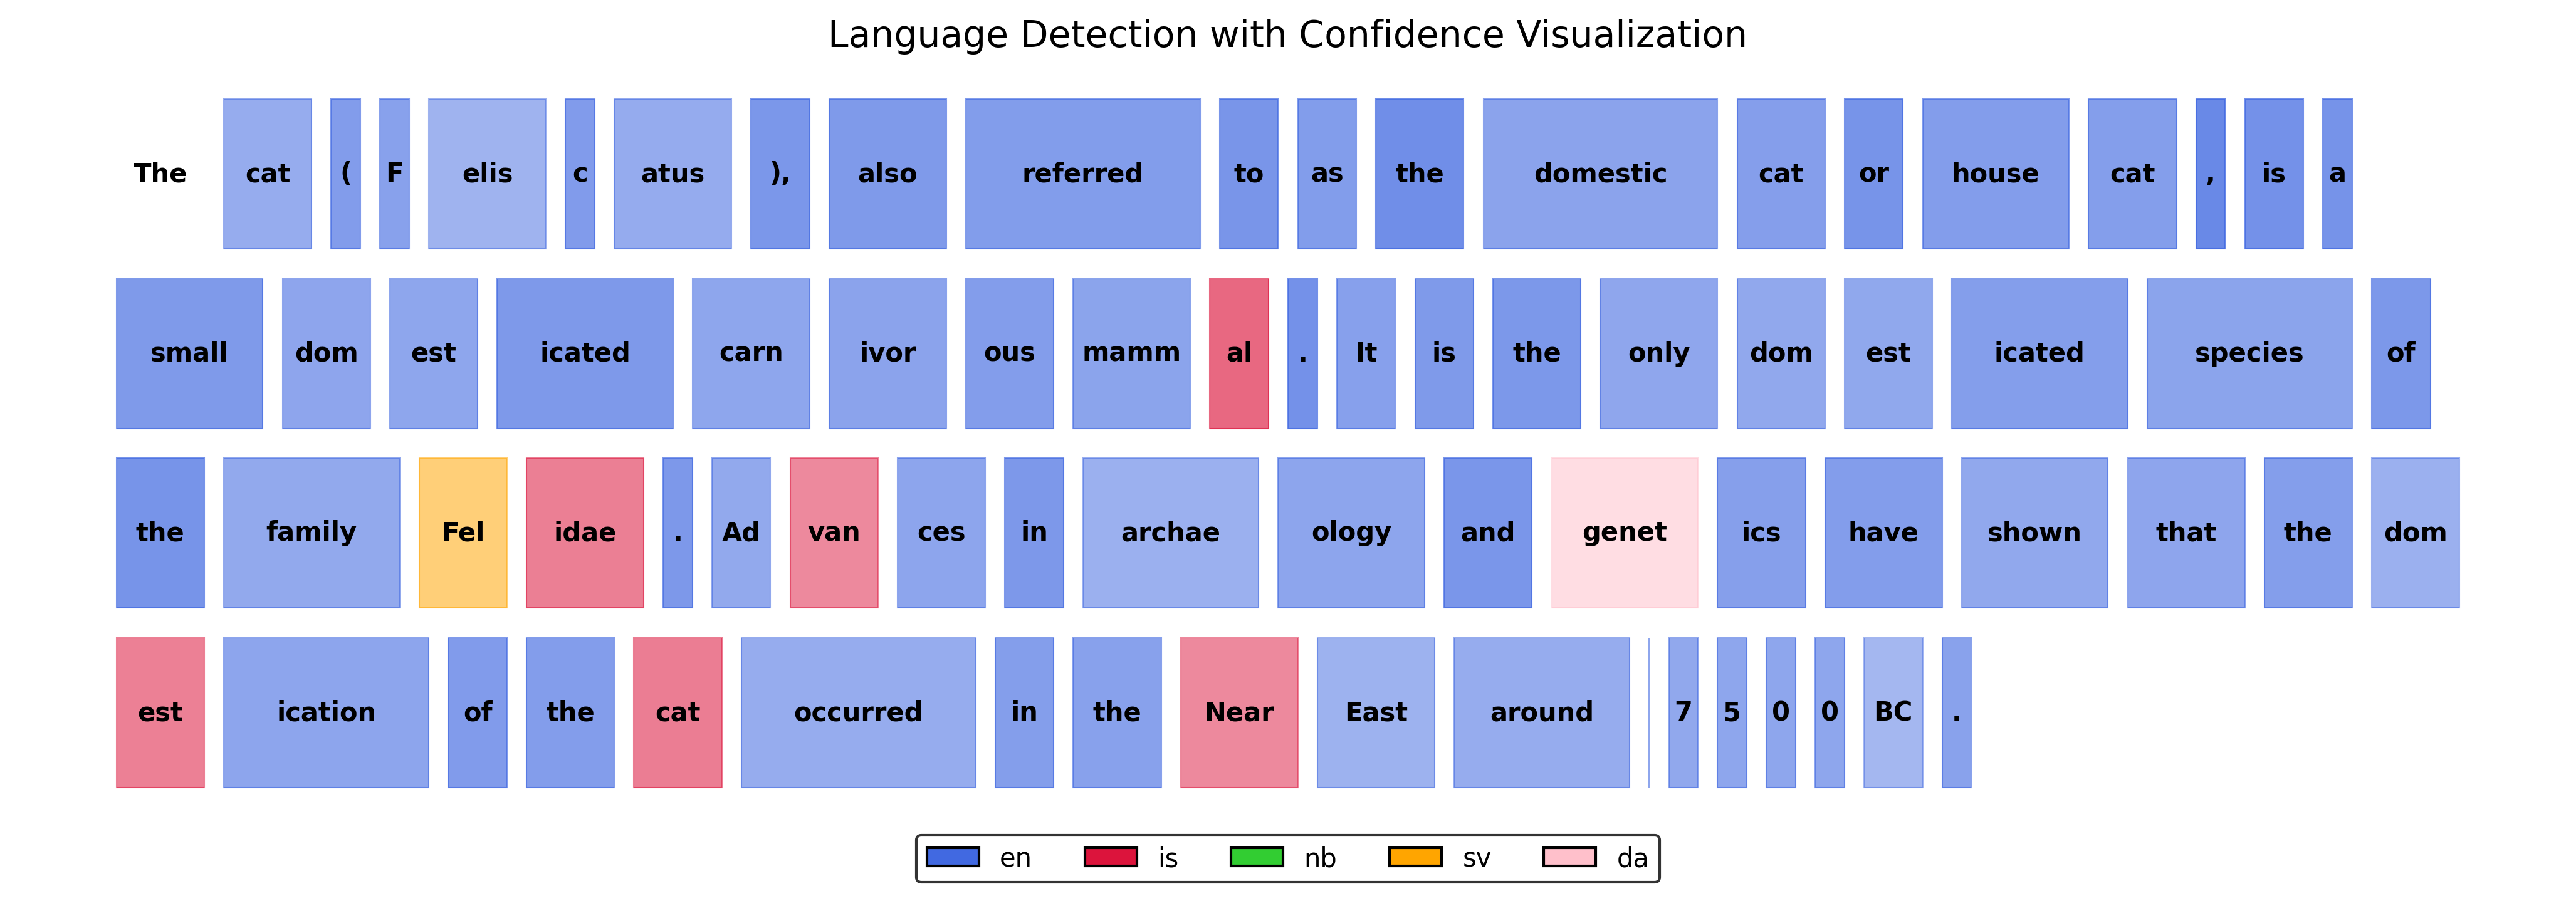 Language Detection with Confidence Visualization
The cat ( F elis c atus ), also referred to as the domestic cat or house cat , is a
small dom est icated carn ivor ous mamm al . It is the only dom est icated species of
the family Fel idae . Ad van ces in archae ology and genet ics have shown that the dom
est ication of the cat occurred in the Near East around 7 5 0 0 BC .
en is nb sv da